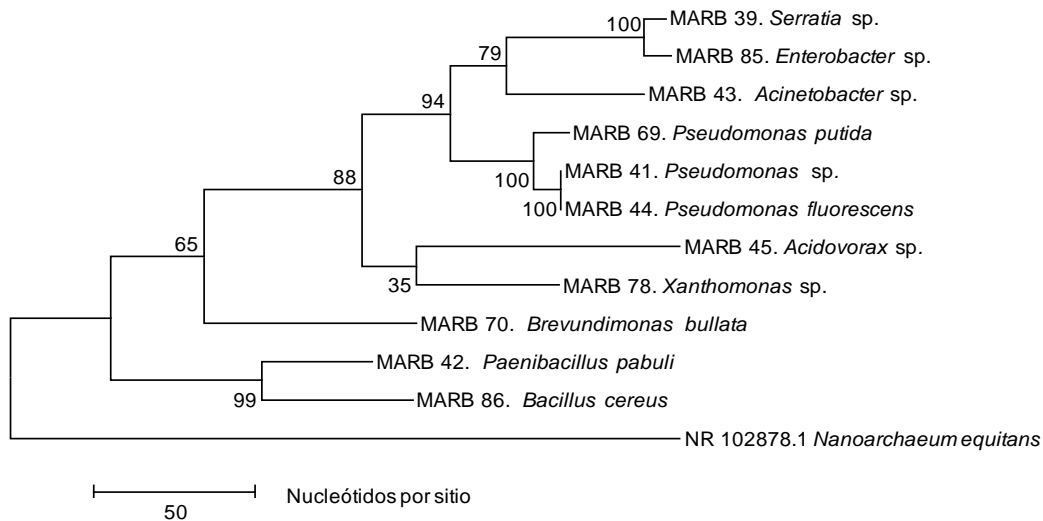 100 MARB 39. Serratia sp.
79 MARB 85. Enterobacter sp.
94 MARB 43. Acinetobacter sp.
MARB 69. Pseudomonas putida
88 100 MARB 41. Pseudomonas sp.
100 MARB 44. Pseudomonas fluorescens
65 MARB 45. Acidovorax sp.
35 MARB 78. Xanthomonas sp.
MARB 70. Brevundimonas bullata
MARB 42. Paenibacillus pabuli
99 MARB 86. Bacillus cereus
NR 102878.1 Nanoarchaeum equitans
Nucleótidos por sitio
50